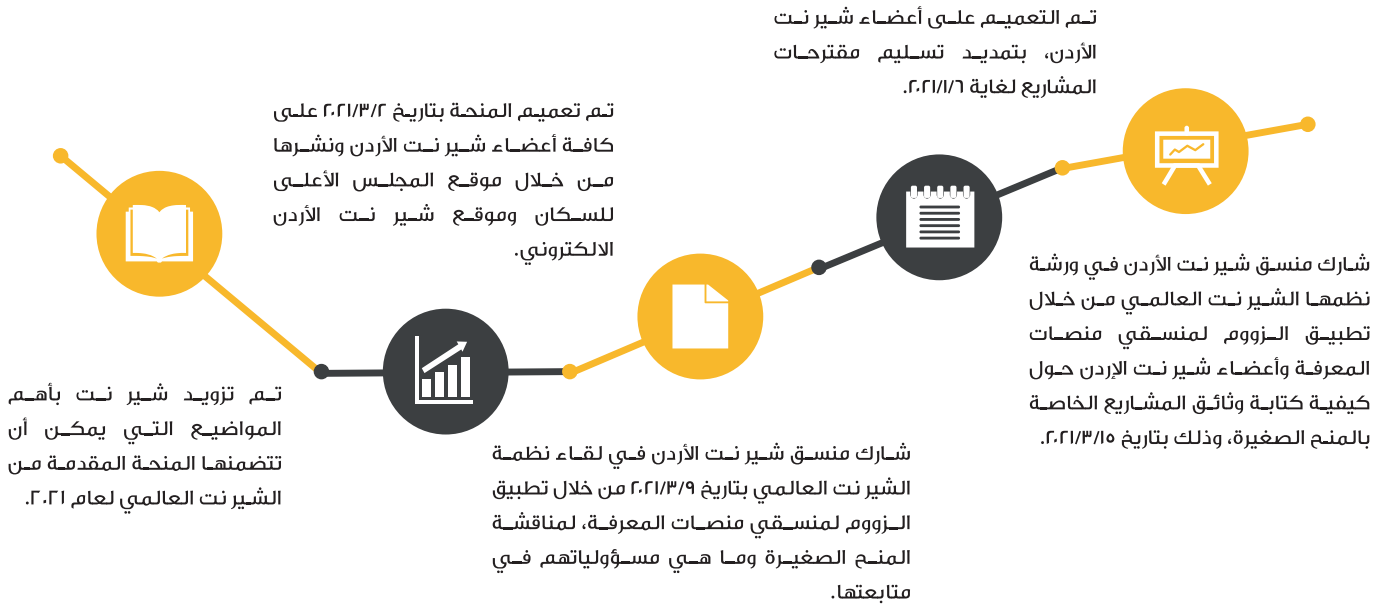 تم تزويد شير نت بأهم
المواضيع التي يمكن أن
تتضمنها المنحة المقدمة من
الشير نت العالمي لعام ٢٠٢١.
تم تعميم المنحة بتاريخ ٢٠٢١/٣/٢ على
كافة أعضاء شير نت الأردن ونشرها
من خلال موقع المجلس الأعلى
للسكان وموقع شير نت الأردن
الالكتروني.
شارك منسق شير نت الأردن في لقاء نظمة
الشير نت العالمي بتاريخ ٢٠٢١/٣/٩ من خلال تطبيق
الزووم لمنسقي منصات المعرفة، لمناقشة
المنح الصغيرة وما هي مسؤولياتهم في
متابعتها.
تم التعميم على أعضاء شير نت
الأردن، بتمديد تسليم مقترحات
المشاريع لغاية ٢٠٢١/١/٦.
شارك منسق شير نت الأردن في ورشة
نظمها الشير نت العالمي من خلال
تطبيق الزووم لمنسقي منصات
المعرفة وأعضاء شير نت الإردن حول
كيفية كتابة وثائق المشاريع الخاصة
بالمنح الصغيرة، وذلك بتاريخ ٢٠٢١/٣/١٥.